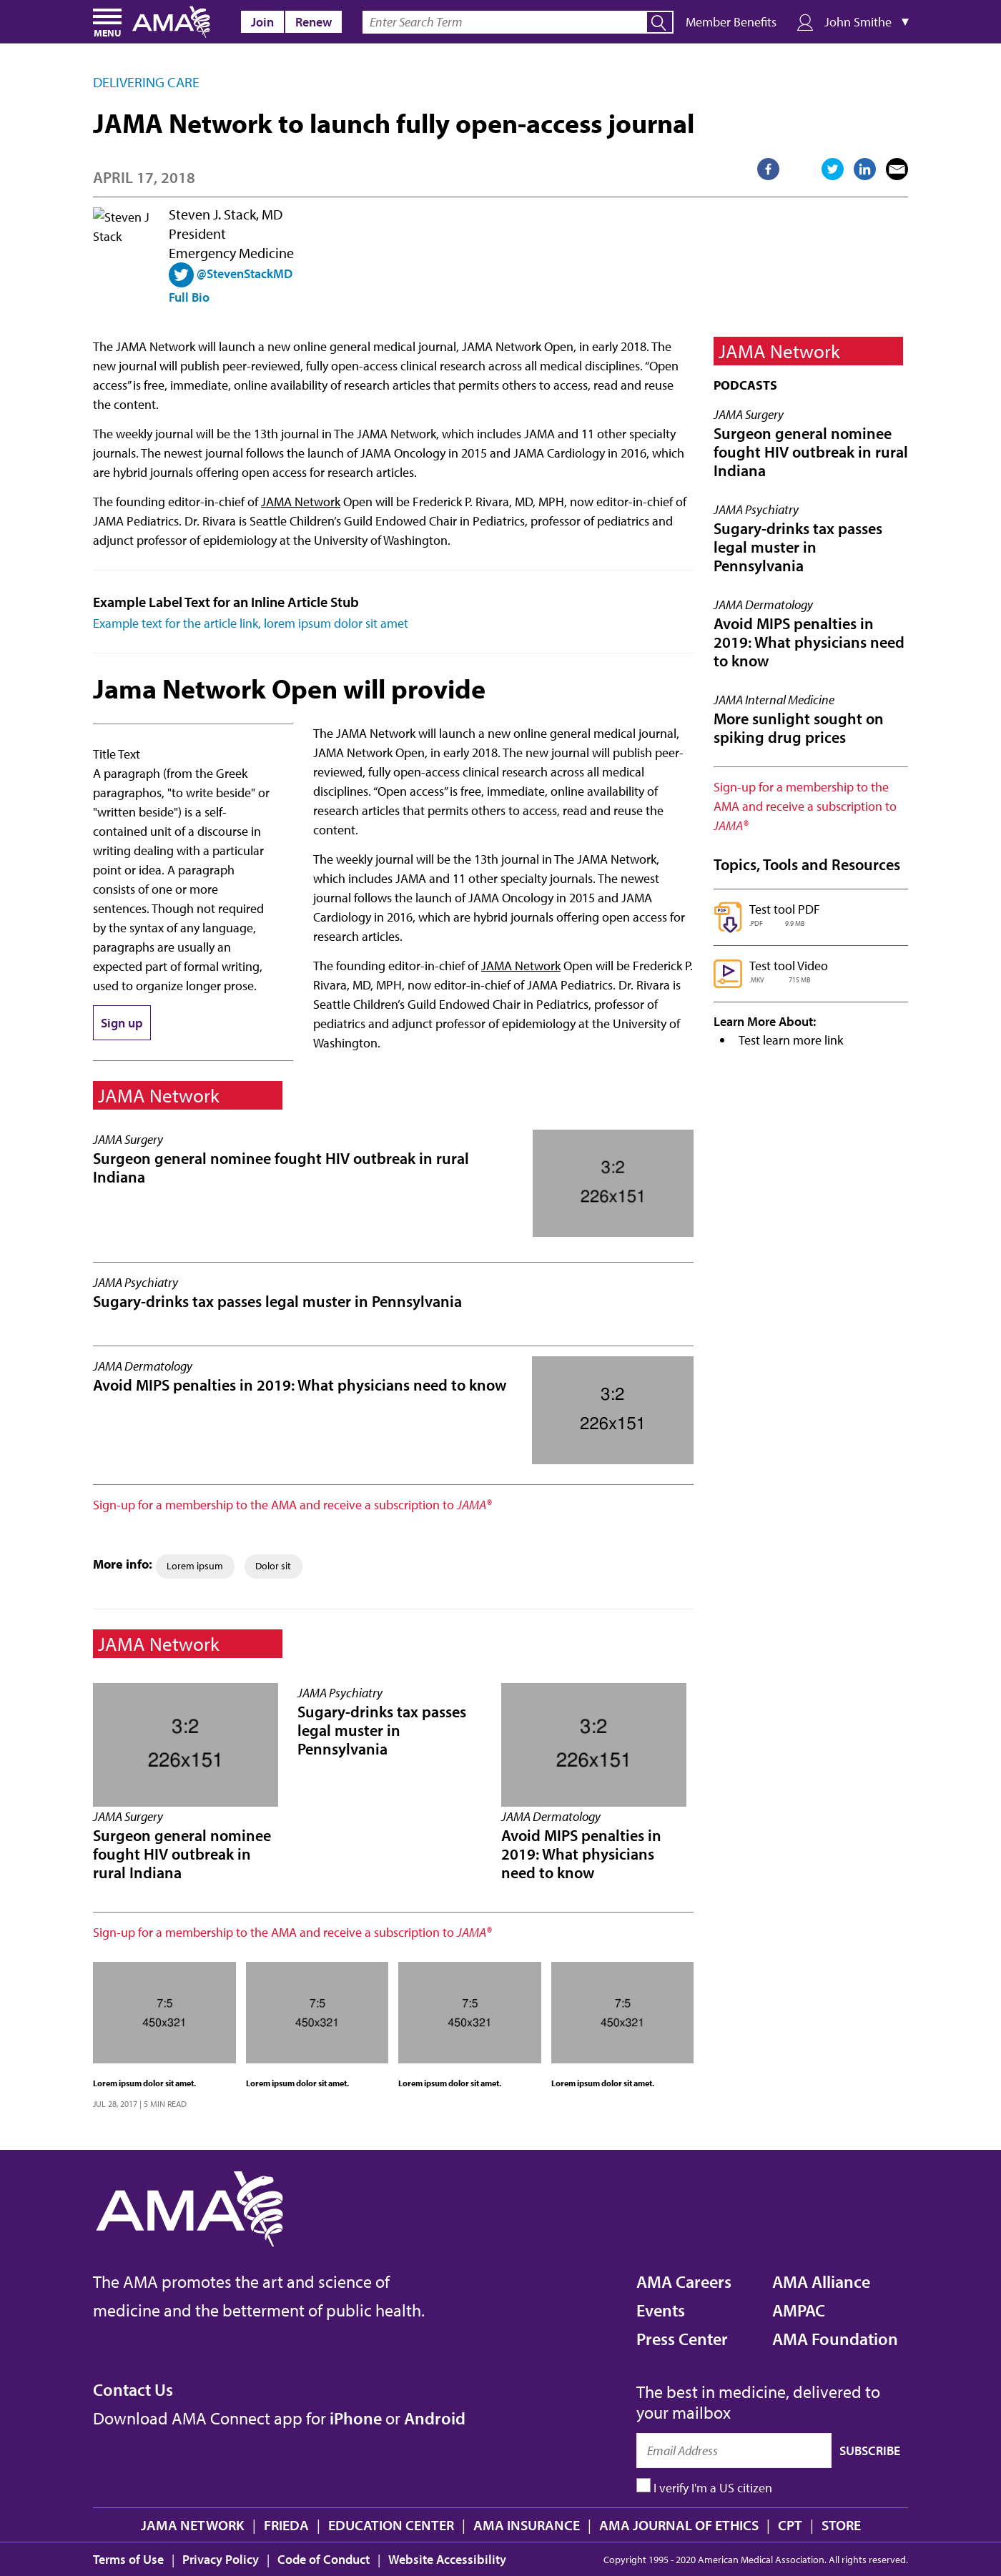 MENU
AMA
Join
Renew
Enter Search Term
Member Benefits
John Smithe
DELIVERING CARE
JAMA Network to launch fully open-access journal
APRIL 17, 2018
Steven J
Stack
Steven J. Stack, MD
President
Emergency Medicine
@StevenStackMD
Full Bio
The JAMA Network will launch a new online general medical journal, JAMA Network Open, in early 2018. The
new journal will publish peer-reviewed, fully open-access clinical research across all medical disciplines. “Open
access” is free, immediate, online availability of research articles that permits others to access, read and reuse
the content.
The weekly journal will be the 13th journal in The JAMA Network, which includes JAMA and 11 other specialty
journals. The newest journal follows the launch of JAMA Oncology in 2015 and JAMA Cardiology in 2016, which
are hybrid journals offering open access for research articles.
The founding editor-in-chief of JAMA Network Open will be Frederick P. Rivara, MD, MPH, now editor-in-chief of
JAMA Pediatrics. Dr. Rivara is Seattle Children’s Guild Endowed Chair in Pediatrics, professor of pediatrics and
adjunct professor of epidemiology at the University of Washington.
Example Label Text for an Inline Article Stub
Example text for the article link, lorem ipsum dolor sit amet
Jama Network Open will provide
Title Text
A paragraph (from the Greek
paragraphos, "to write beside" or
"written beside") is a self-
contained unit of a discourse in
writing dealing with a particular
point or idea. A paragraph
consists of one or more
sentences. Though not required
by the syntax of any language,
paragraphs are usually an
expected part of formal writing,
used to organize longer prose.
Sign up
The JAMA Network will launch a new online general medical journal,
JAMA Network Open, in early 2018. The new journal will publish peer-
reviewed, fully open-access clinical research across all medical
disciplines. “Open access” is free, immediate, online availability of
research articles that permits others to access, read and reuse the
content.
The weekly journal will be the 13th journal in The JAMA Network,
which includes JAMA and 11 other specialty journals. The newest
journal follows the launch of JAMA Oncology in 2015 and JAMA
Cardiology in 2016, which are hybrid journals offering open access for
research articles.
The founding editor-in-chief of JAMA Network Open will be Frederick P.
Rivara, MD, MPH, now editor-in-chief of JAMA Pediatrics. Dr. Rivara is
Seattle Children’s Guild Endowed Chair in Pediatrics, professor of
pediatrics and adjunct professor of epidemiology at the University of
Washington.
JAMA Network
JAMA Surgery
Surgeon general nominee fought HIV outbreak in rural
Indiana
3:2
226x151
JAMA Psychiatry
Sugary-drinks tax passes legal muster in Pennsylvania
JAMA Dermatology
Avoid MIPS penalties in 2019: What physicians need to know
3:2
226x151
Sign-up for a membership to the AMA and receive a subscription to JAMA®
More info:
Lorem ipsum
Dolor sit
JAMA Network
3:2
226x151
JAMA Surgery
Surgeon general nominee
fought HIV outbreak in
rural Indiana
JAMA Psychiatry
Sugary-drinks tax passes
legal muster in
Pennsylvania
3:2
226x151
JAMA Dermatology
Avoid MIPS penalties in
2019: What physicians
need to know
Sign-up for a membership to the AMA and receive a subscription to JAMA®
7:5
450x321
Lorem ipsum dolor sit amet.
JUL 28, 2017 | 5 MIN READ
7:5
450x321
Lorem ipsum dolor sit amet.
7:5
450x321
Lorem ipsum dolor sit amet.
7:5
450x321
Lorem ipsum dolor sit amet.
JAMA Network
PODCASTS
JAMA Surgery
Surgeon general nominee
fought HIV outbreak in rural
Indiana
JAMA Psychiatry
Sugary-drinks tax passes
legal muster in
Pennsylvania
JAMA Dermatology
Avoid MIPS penalties in
2019: What physicians need
to know
JAMA Internal Medicine
More sunlight sought on
spiking drug prices
Sign-up for a membership to the
AMA and receive a subscription to
JAMA®
Topics, Tools and Resources
PDF
Test tool PDF
.PDF 9.9 MB
Test tool Video
.MKV 715 MB
Learn More About:
Test learn more link
AMA
The AMA promotes the art and science of
medicine and the betterment of public health.
AMA Careers
Events
Press Center
AMA Alliance
AMPAC
AMA Foundation
Contact Us
Download AMA Connect app for iPhone or Android
The best in medicine, delivered to
your mailbox
Email Address
SUBSCRIBE
I verify I'm a US citizen
JAMA NETWORK | FRIEDA | EDUCATION CENTER | AMA INSURANCE | AMA JOURNAL OF ETHICS | CPT | STORE
Terms of Use | Privacy Policy | Code of Conduct | Website Accessibility
Copyright 1995 - 2020 American Medical Association. All rights reserved.